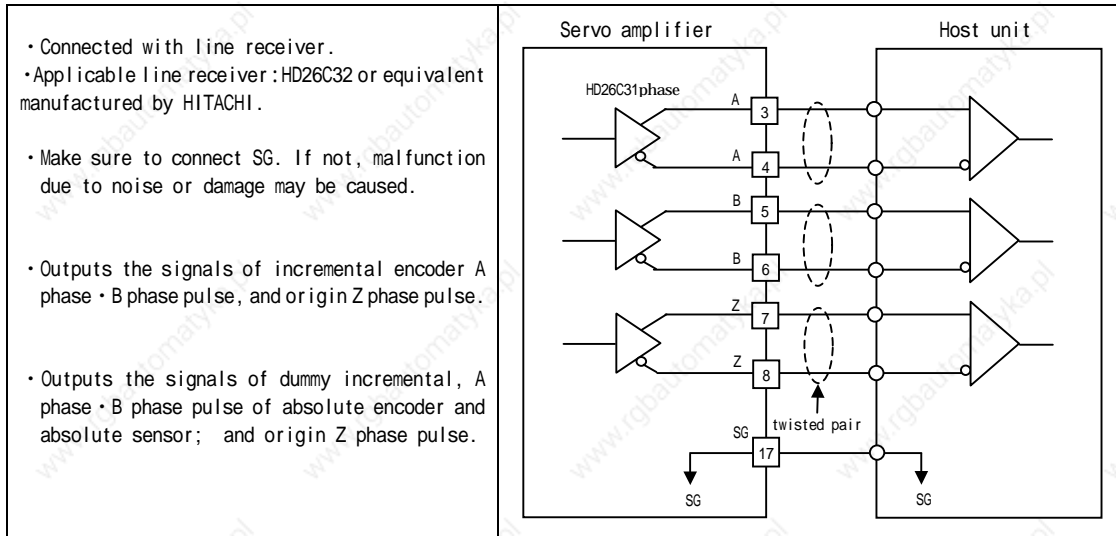 ・Connected with line receiver.
・Applicable line receiver:HD26C32 or equivalent
manufactured by HITACHI.
・Make sure to connect SG. If not, malfunction
due to noise or damage may be caused.
・Outputs the signals of incremental encoder A
phase・B phase pulse, and origin Z phase pulse.
・Outputs the signals of dummy incremental, A
phase・B phase pulse of absolute encoder and
absolute sensor; and origin Z phase pulse.
Servo amplifier
Host unit
HD26C31phase
A
3
A
4
B
5
B
6
Z
7
Z
8
twisted pair
SG
17
SG
SG
www.rgbautomatyka.pl